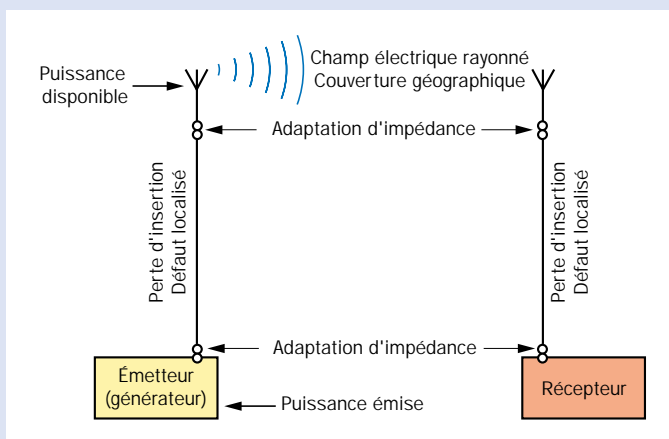 Champ électrique rayonné
Couverture géographique
Puissance
disponible
Adaptation d'impédance
Perte d'insertion
Défaut localisé
Perte d'insertion
Défaut localisé
Adaptation d'impédance
Émetteur
(générateur)
Récepteur
Puissance émise